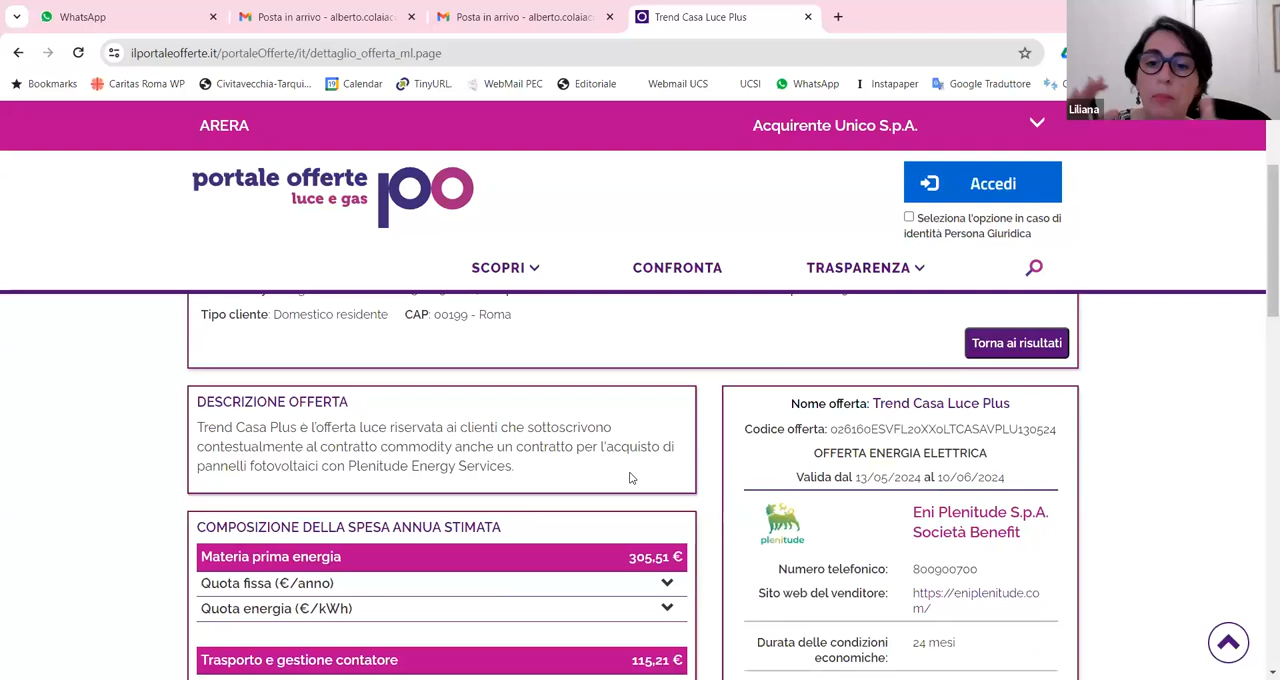 WhatsApp
Posta in arrivo - alberto.colaiac
Posta in arrivo - alberto.colaiac
Trend Casa Luce Plus
ilportaleofferte.it/portaleOfferte/it/dettaglio_offerta_ml.page
Bookmarks
Caritas Roma WP
Civitavecchia-Tarqui...
Calendar
TinyURL
WebMail PEC
Editoriale
Webmail UCS
UCSI
WhatsApp
Instapaper
Google Traduttore
Liliana
ARERA
Acquirente Unico S.p.A.
portale offerte
luce e gas
po
Accedi
Seleziona l'opzione in caso di
identità Persona Giuridica
SCOPRI
CONFRONTA
TRASPARENZA
Tipo cliente: Domestico residente CAP: 00199 - Roma
Torna ai risultati
DESCRIZIONE OFFERTA
Trend Casa Plus è l'offerta luce riservata ai clienti che sottoscrivono
contestualmente al contratto commodity anche un contratto per l'acquisto di
pannelli fotovoltaici con Plenitude Energy Services.
COMPOSIZIONE DELLA SPESA ANNUA STIMATA
Materia prima energia 305,51 €
Quota fissa (€/anno)
Quota energia (€/kWh)
Trasporto e gestione contatore 115,21 €
Nome offerta: Trend Casa Luce Plus
Codice offerta: 026160ESVFL20XX0LTCASAVPLU130524
OFFERTA ENERGIA ELETTRICA
Valida dal 13/05/2024 al 10/06/2024
plenitude
Eni Plenitude S.p.A.
Società Benefit
Numero telefonico: 800900700
Sito web del venditore: https://eniplenitude.co
m/
Durata delle condizioni 24 mesi
economiche: